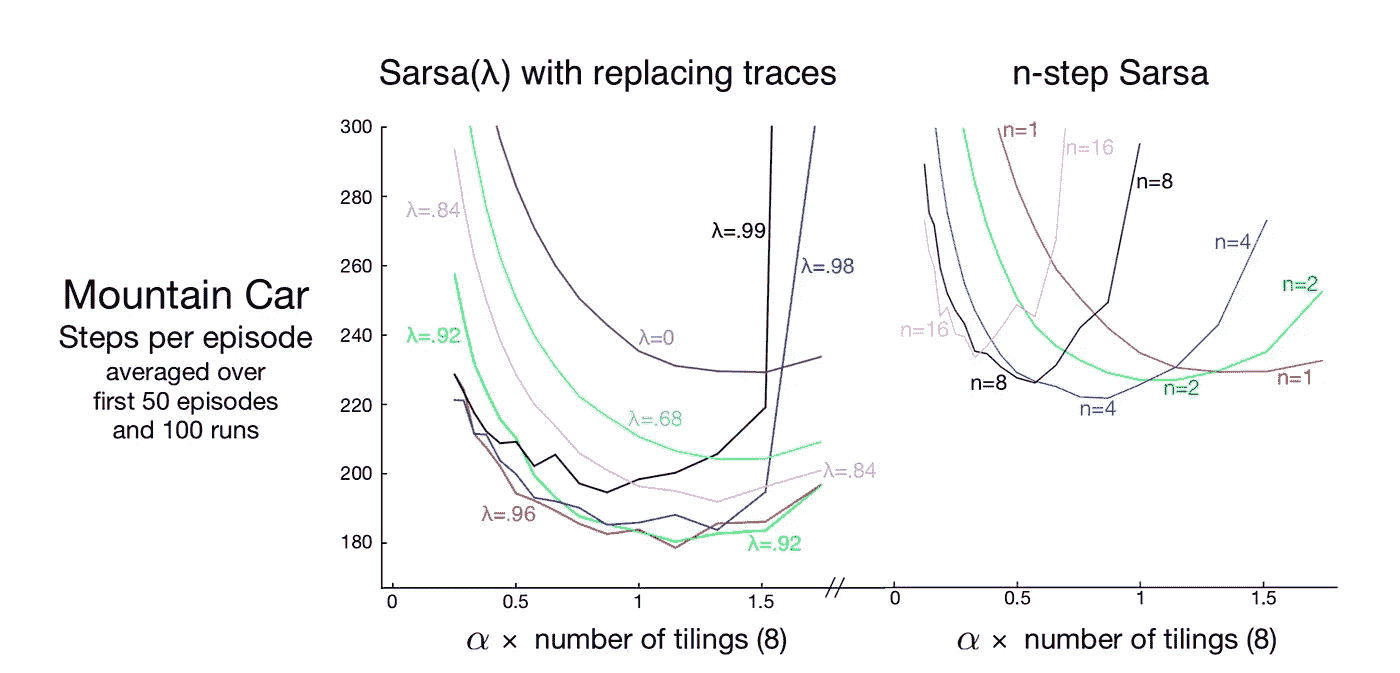 Sarsa(λ) with replacing traces
n-step Sarsa
Mountain Car
Steps per episode
averaged over
first 50 episodes
and 100 runs
300
280
260
240
220
200
180
λ=.84
λ=.92
λ=.96
λ=0
λ=.68
λ=.99
λ=.98
λ=.84
λ=.92
0
0.5
1
1.5
α × number of tilings (8)
n=1
n=16
n=8
n=4
n=2
n=16
n=8
n=4
n=2
n=1
0
0.5
1
1.5
α × number of tilings (8)